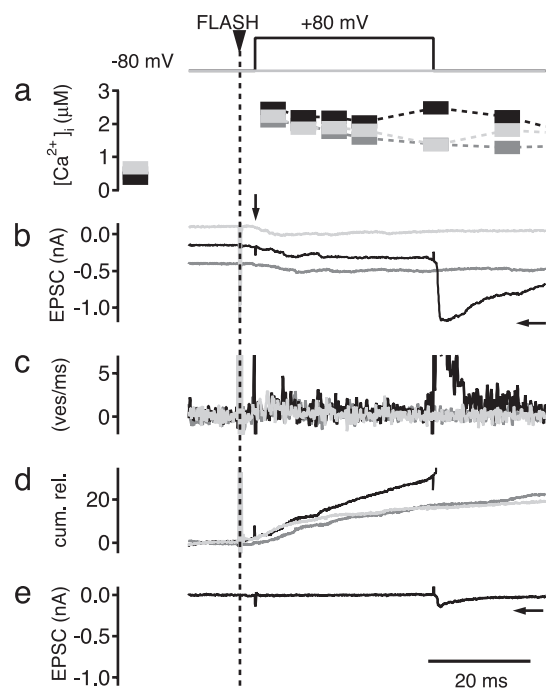 FLASH
+80 mV
-80 mV
a
[Ca²⁺]ᵢ (μM)
3
2
1
0
b
EPSC (nA)
0.0
-0.5
-1.0
c
(ves/ms)
5
0
d
cum. rel.
20
0
e
EPSC (nA)
0.0
-0.5
-1.0
20 ms